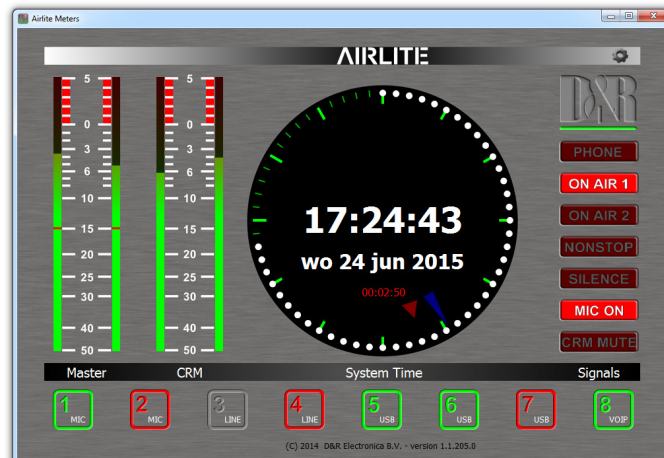 Airlite Meters
AIRLITE
5 5
0 0
3 3
6 6
10 10
15 15
20 20
25 25
30 30
40 40
50 50
17:24:43
wo 24 jun 2015
00:02:50
D&R
PHONE
ON AIR 1
ON AIR 2
NONSTOP
SILENCE
MIC ON
CRM MUTE
Master CRM System Time Signals
1 MIC
2 MIC
3 LINE
4 LINE
5 USB
6 USB
7 USB
8 VOIP
(C) 2014 D&R Electronica B.V. - version 1.1.205.0